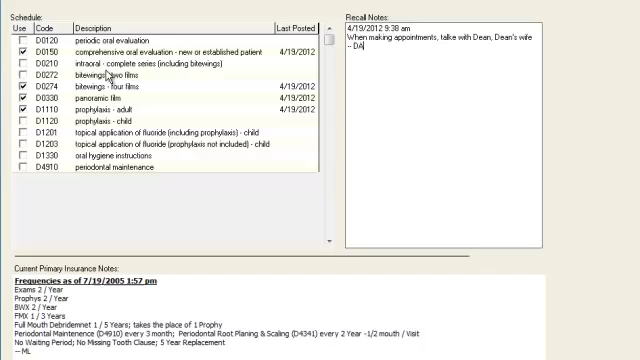 Schedule:
Use Code Description Last Posted
D0120 periodic oral evaluation
D0150 comprehensive oral evaluation - new or established patient 4/19/2012
D0210 intraoral - complete series (including bitewings)
D0272 bitewings - two films
D0274 bitewings - four films 4/19/2012
D0330 panoramic film 4/19/2012
D1110 prophylaxis - adult 4/19/2012
D1120 prophylaxis - child
D1201 topical application of fluoride (including prophylaxis) - child
D1203 topical application of fluoride (prophylaxis not included) - child
D1330 oral hygiene instructions
D4910 periodontal maintenance
Recall Notes:
4/19/2012 9:38 am
When making appointments, talke with Dean, Dean's wife
-- DA
Current Primary Insurance Notes:
Frequencies as of 7/19/2005 1:57 pm
Exams 2 / Year
Prophys 2 / Year
BWX 2 / Year
FMX 1 / 3 Years
Full Mouth Debridemnet 1 / 5 Years; takes the place of 1 Prophy
Periodontal Maintenence (D4910) every 3 month; Periodontal Root Planing & Scaling (D4341) every 2 Year -1/2 mouth / Visit
No Waiting Period; No Missing Tooth Clause; 5 Year Replacement
-- ML